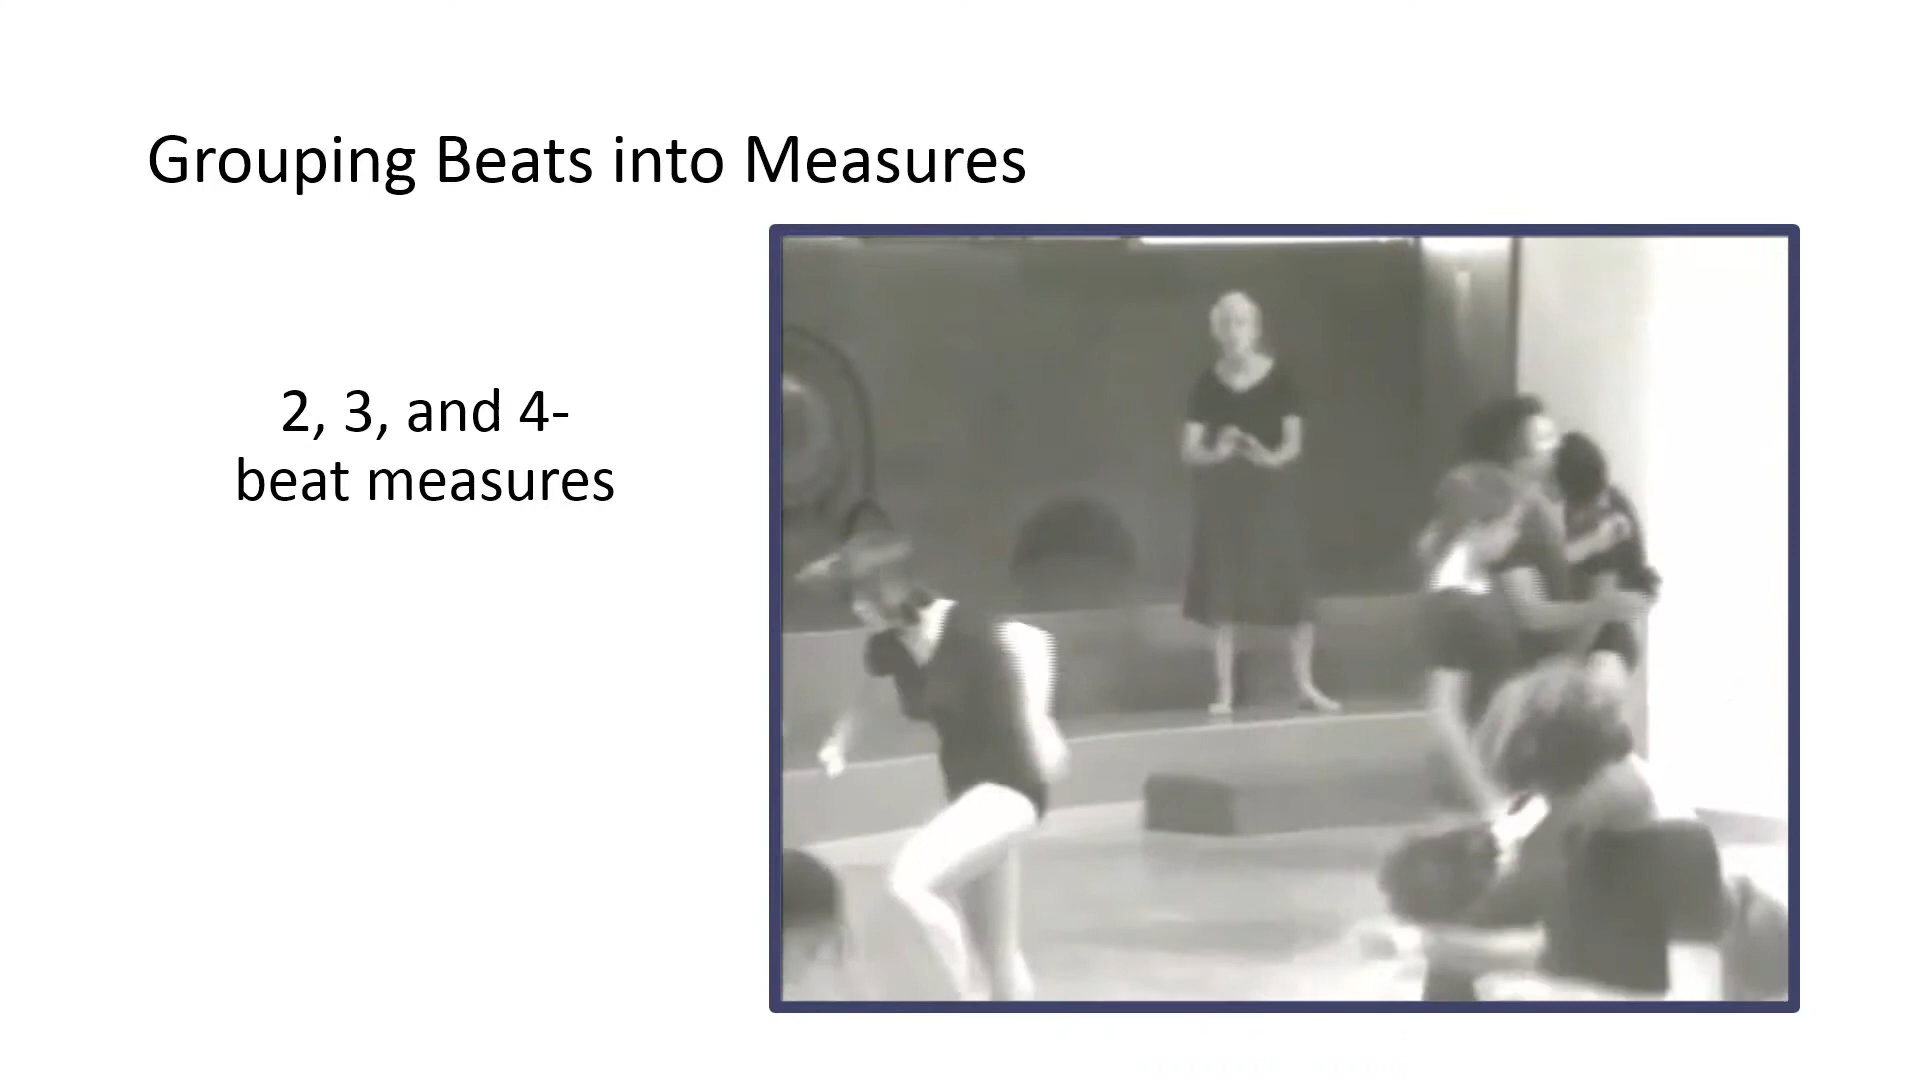 Grouping Beats into Measures
2, 3, and 4-
beat measures